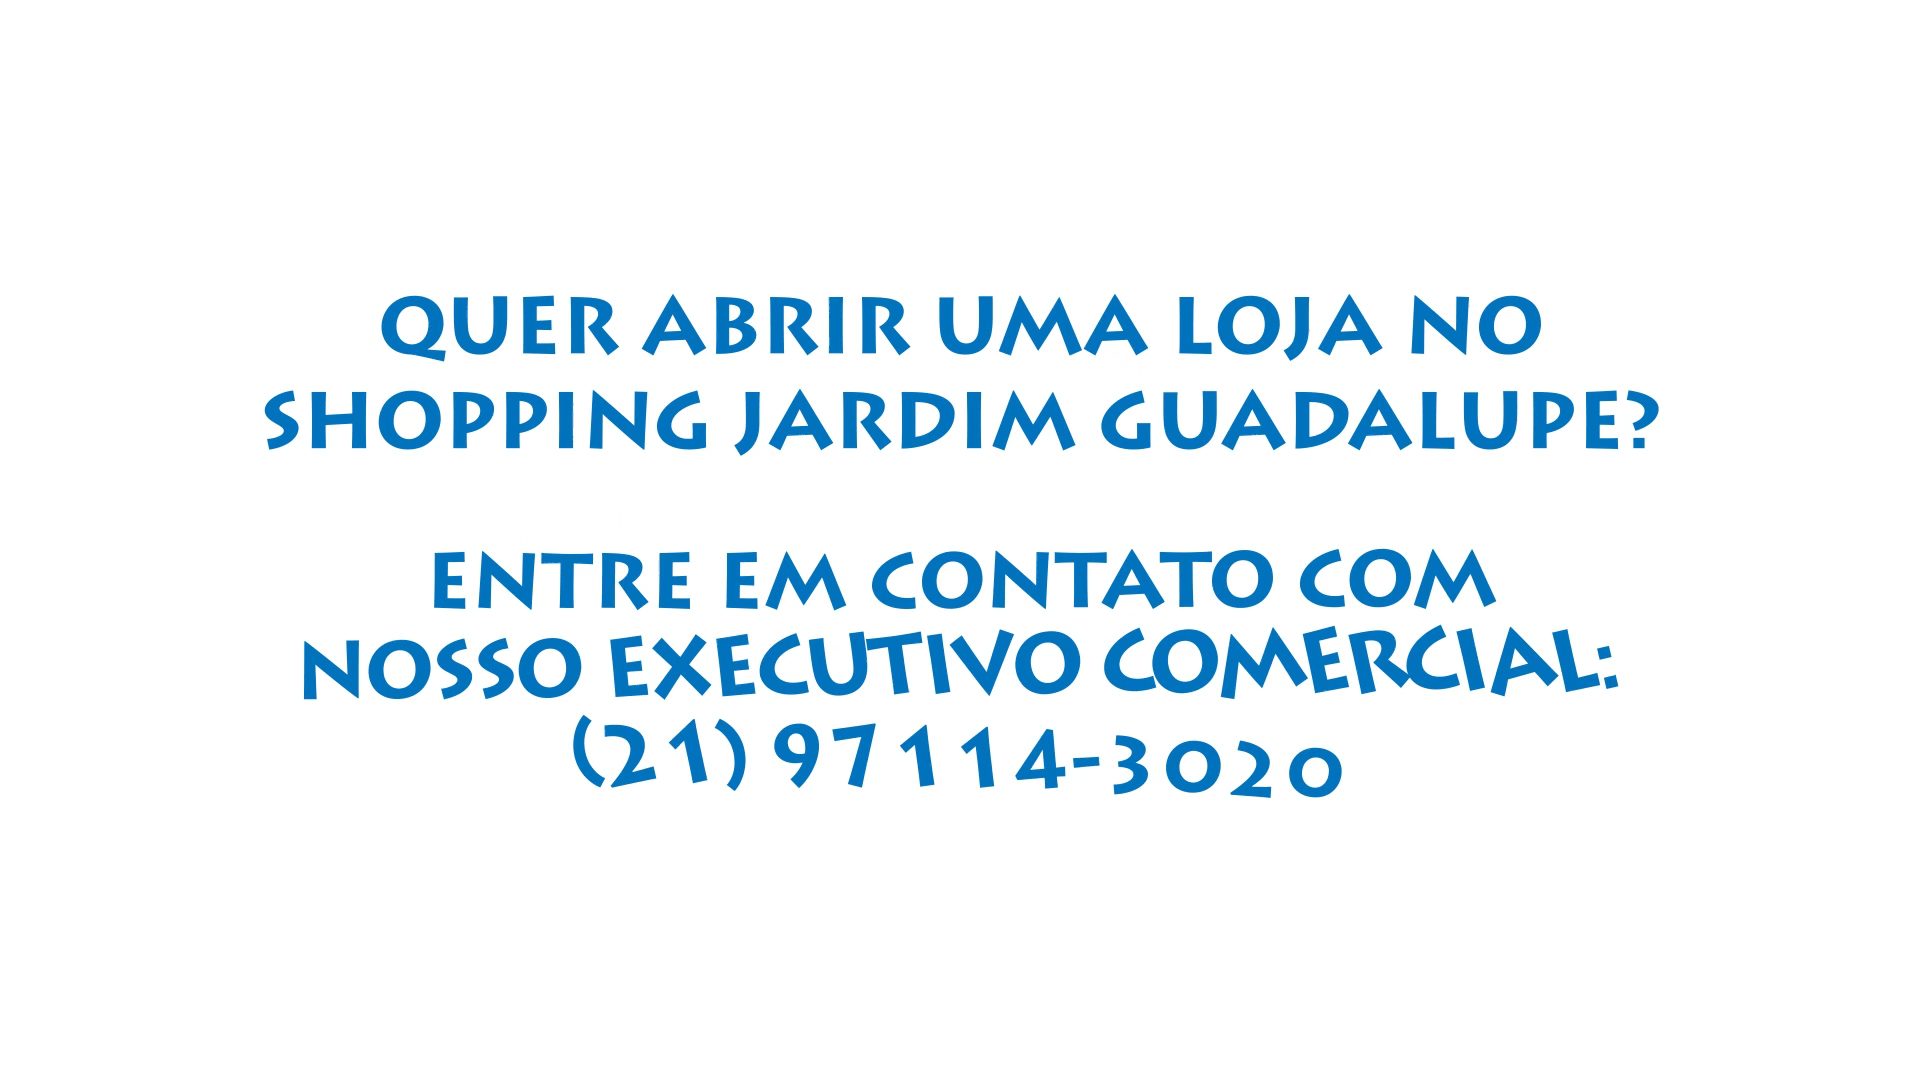 QUER ABRIR UMA LOJA NO
SHOPPING JARDIM GUADALUPE?
ENTRE EM CONTATO COM
NOSSO EXECUTIVO COMERCIAL:
(21) 97114-3020